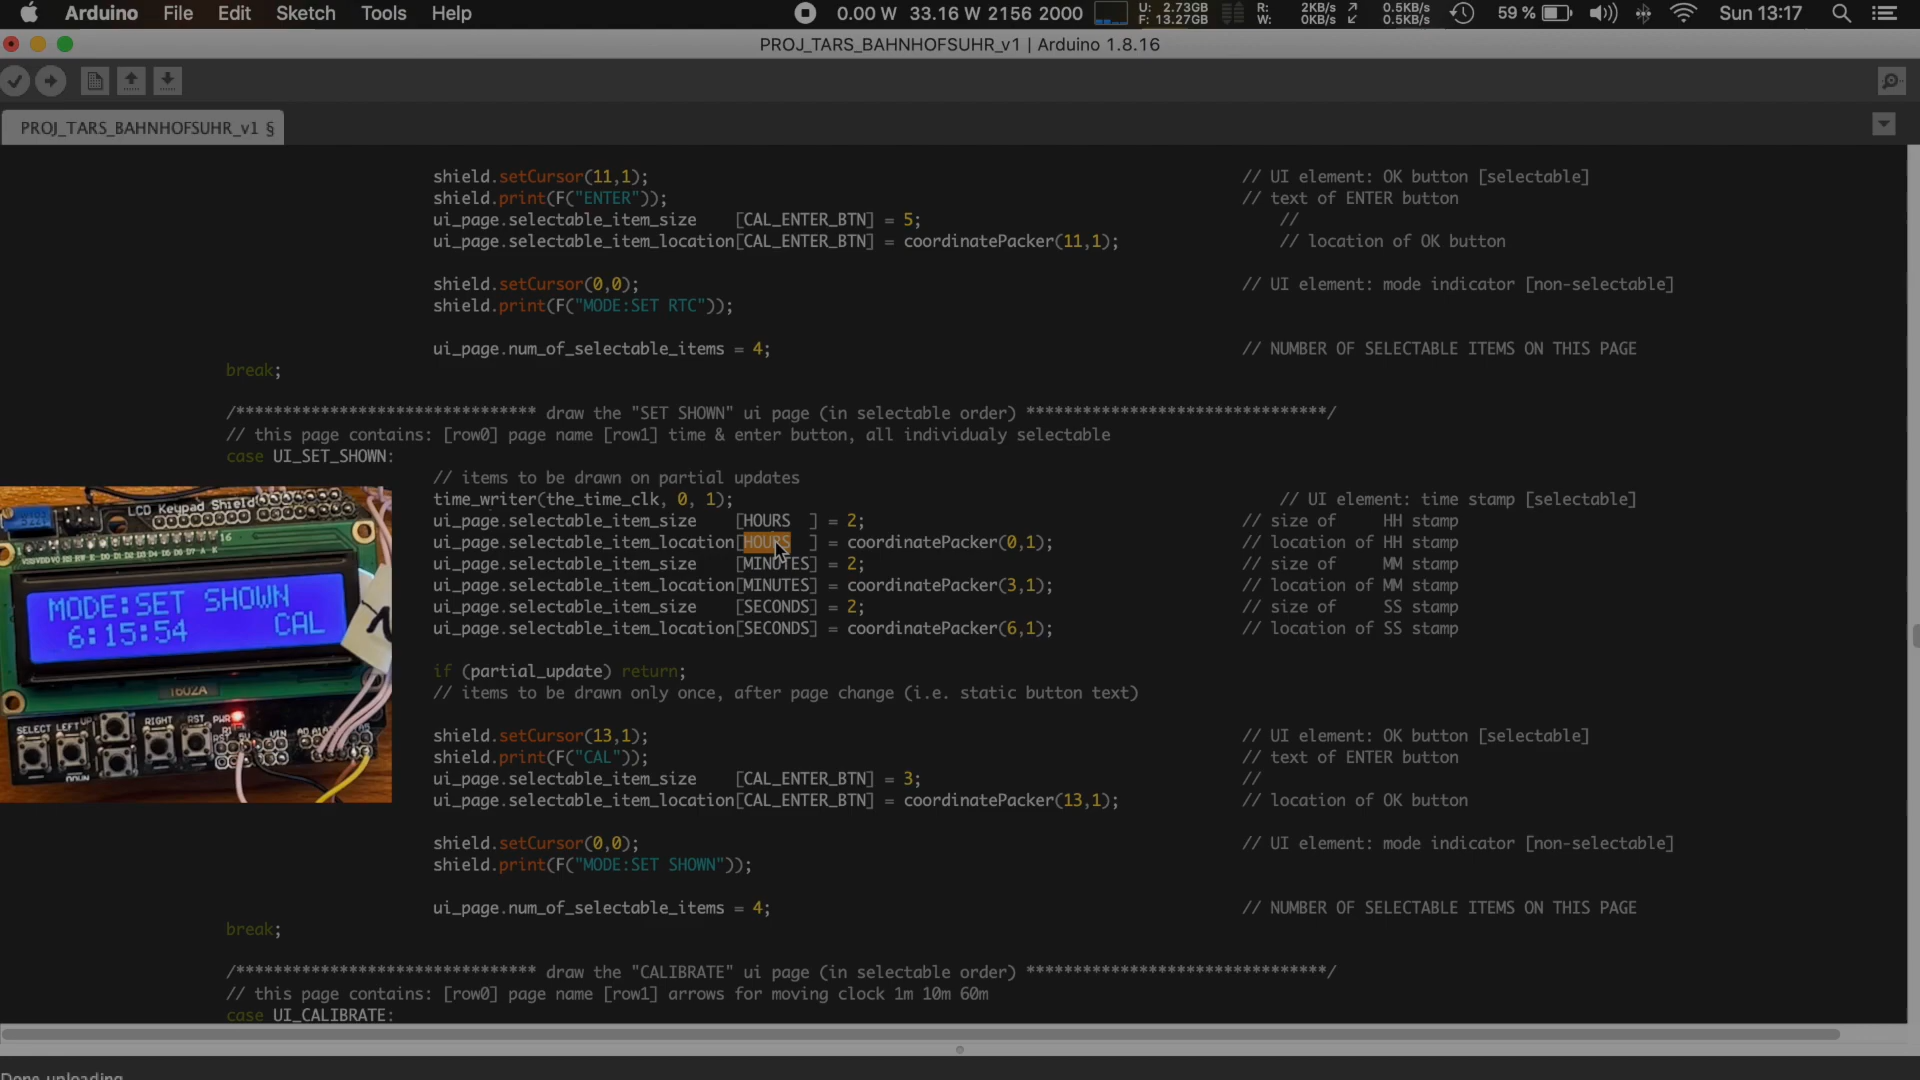 Arduino File Edit Sketch Tools Help 0.00 W 33.16 W 2156 2000 U: 2.73GB F: 13.27GB R: 2KB/s W: 0KB/s 0.5KB/s 0.5KB/s 59 % Sun 13:17
PROJ_TARS_BAHNHOFSUHR_v1 | Arduino 1.8.16
PROJ_TARS_BAHNHOFSUHR_v1 §
shield.setCursor(11,1); // UI element: OK button [selectable]
shield.print(F("ENTER")); // text of ENTER button
ui_page.selectable_item_size [CAL_ENTER_BTN] = 5; //
ui_page.selectable_item_location[CAL_ENTER_BTN] = coordinatePacker(11,1); // location of OK button
shield.setCursor(0,0); // UI element: mode indicator [non-selectable]
shield.print(F("MODE:SET RTC"));
ui_page.num_of_selectable_items = 4; // NUMBER OF SELECTABLE ITEMS ON THIS PAGE
break;
/******************************** draw the "SET SHOWN" ui page (in selectable order) ********************************/
// this page contains: [row0] page name [row1] time & enter button, all individualy selectable
case UI_SET_SHOWN:
// items to be drawn on partial updates
time_writer(the_time_clk, 0, 1); // UI element: time stamp [selectable]
ui_page.selectable_item_size [HOURS ] = 2; // size of HH stamp
ui_page.selectable_item_location[HOURS ] = coordinatePacker(0,1); // location of HH stamp
ui_page.selectable_item_size [MINUTES] = 2; // size of MM stamp
ui_page.selectable_item_location[MINUTES] = coordinatePacker(3,1); // location of MM stamp
ui_page.selectable_item_size [SECONDS] = 2; // size of SS stamp
ui_page.selectable_item_location[SECONDS] = coordinatePacker(6,1); // location of SS stamp
if (partial_update) return;
// items to be drawn only once, after page change (i.e. static button text)
shield.setCursor(13,1); // UI element: OK button [selectable]
shield.print(F("CAL")); // text of ENTER button
ui_page.selectable_item_size [CAL_ENTER_BTN] = 3; //
ui_page.selectable_item_location[CAL_ENTER_BTN] = coordinatePacker(13,1); // location of OK button
shield.setCursor(0,0); // UI element: mode indicator [non-selectable]
shield.print(F("MODE:SET SHOWN"));
ui_page.num_of_selectable_items = 4; // NUMBER OF SELECTABLE ITEMS ON THIS PAGE
break;
/******************************** draw the "CALIBRATE" ui page (in selectable order) ********************************/
// this page contains: [row0] page name [row1] arrows for moving clock 1m 10m 60m
case UI_CALIBRATE:
LCD Keypad Shield
16
1
MODE:SET SHOWN
6:15:54 CAL
1602A
SELECT LEFT UP RIGHT RST PWR
DOWN
RST 5V VIN
Done uploading